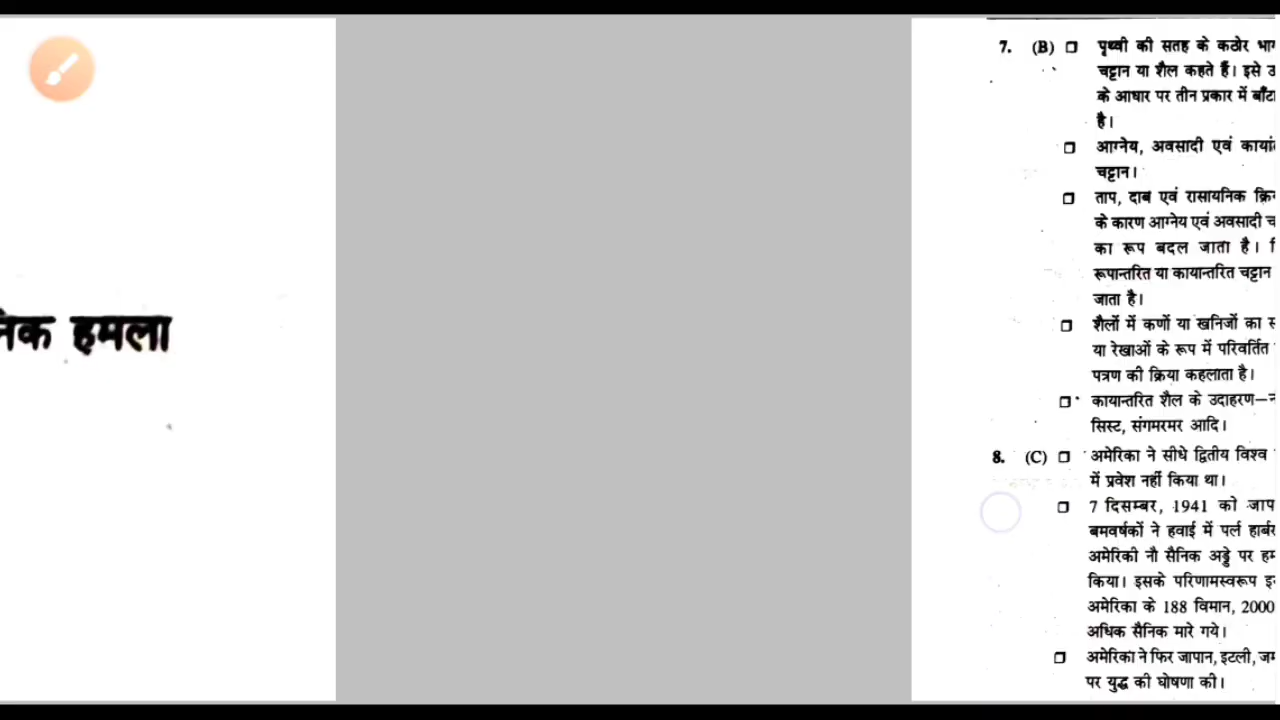 हमला
7. (B) पृथ्वी की सतह के कठोर
चट्टान या शैल कहते हैं। इसे
के आधार पर तीन प्रकार में
है।
आग्नेय, अवसादी एवं
चट्टान।
ताप, दाब एवं रासायनिक
के कारण आग्नेय एवं अवसादी
का रूप बदल जाता है।
रूपान्तरित या कायान्तरित चट्टान
जाता है।
शैलों में कणों या खनिजों का
या रेखाओं के रूप में परिवर्तित
पत्रण की क्रिया कहलाता है।
कायान्तरित शैल के उदाहरण—
सिस्ट, संगमरमर आदि।
8. (C) अमेरिका ने सीधे द्वितीय विश्व
में प्रवेश नहीं किया था।
7 दिसम्बर, 1941 को
बमवर्षकों ने हवाई में पर्ल
अमेरिकी नौ सैनिक अड्डे पर
किया। इसके परिणामस्वरूप
अमेरिका के 188 विमान, 2000
अधिक सैनिक मारे गये।
अमेरिका ने फिर जापान, इटली,
पर युद्ध की घोषणा की।